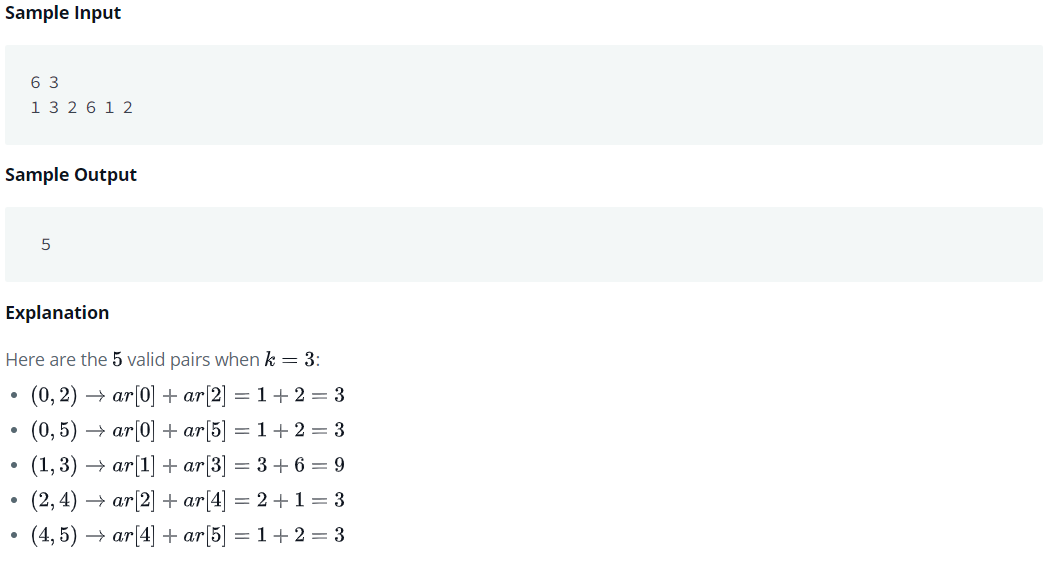 Sample Input
6 3
1 3 2 6 1 2
Sample Output
5
Explanation
Here are the 5 valid pairs when k = 3:
• (0, 2) → ar[0] + ar[2] = 1 + 2 = 3
• (0, 5) → ar[0] + ar[5] = 1 + 2 = 3
• (1, 3) → ar[1] + ar[3] = 3 + 6 = 9
• (2, 4) → ar[2] + ar[4] = 2 + 1 = 3
• (4, 5) → ar[4] + ar[5] = 1 + 2 = 3